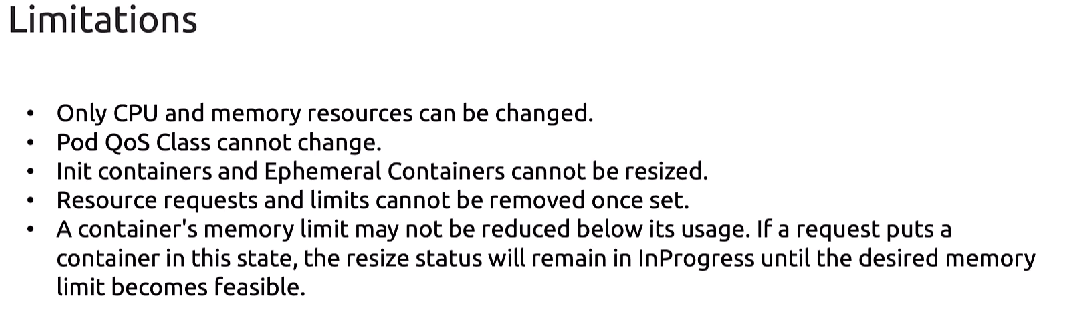 Limitations
• Only CPU and memory resources can be changed.
• Pod QoS Class cannot change.
• Init containers and Ephemeral Containers cannot be resized.
• Resource requests and limits cannot be removed once set.
• A container's memory limit may not be reduced below its usage. If a request puts a
container in this state, the resize status will remain in InProgress until the desired memory
limit becomes feasible.